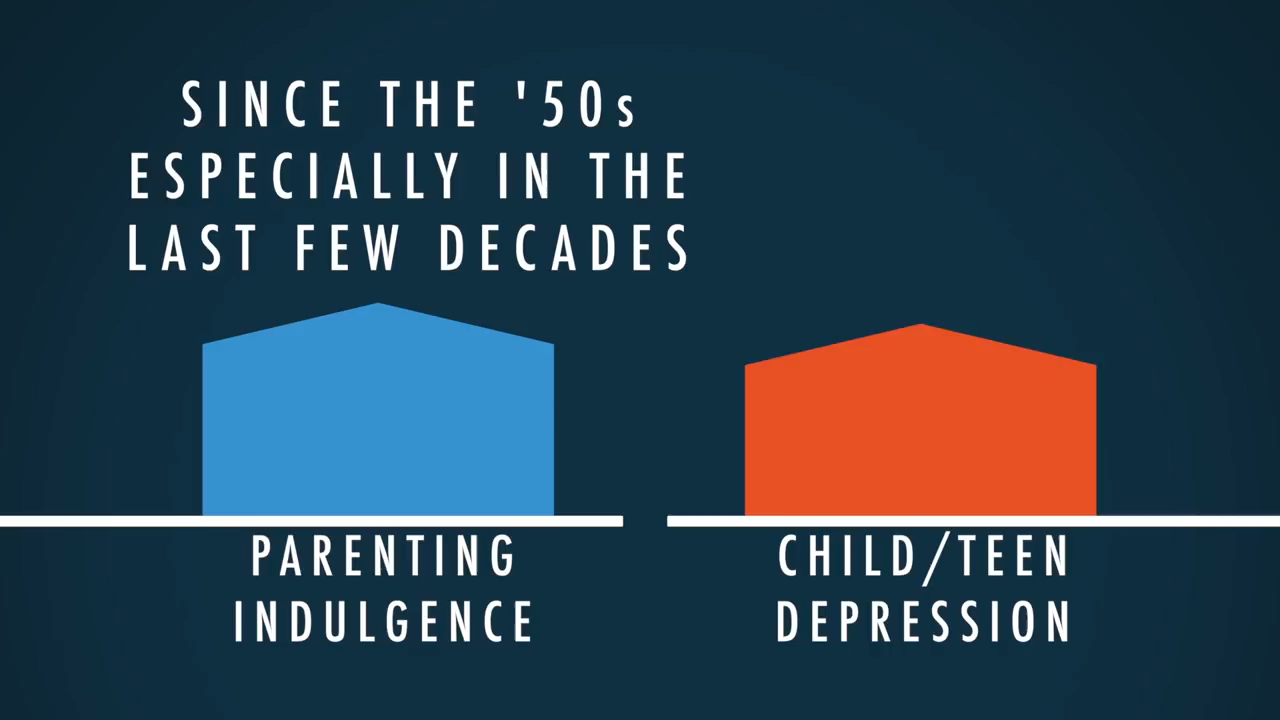 SINCE THE '50s
ESPECIALLY IN THE
LAST FEW DECADES
PARENTING
INDULGENCE
CHILD/TEEN
DEPRESSION